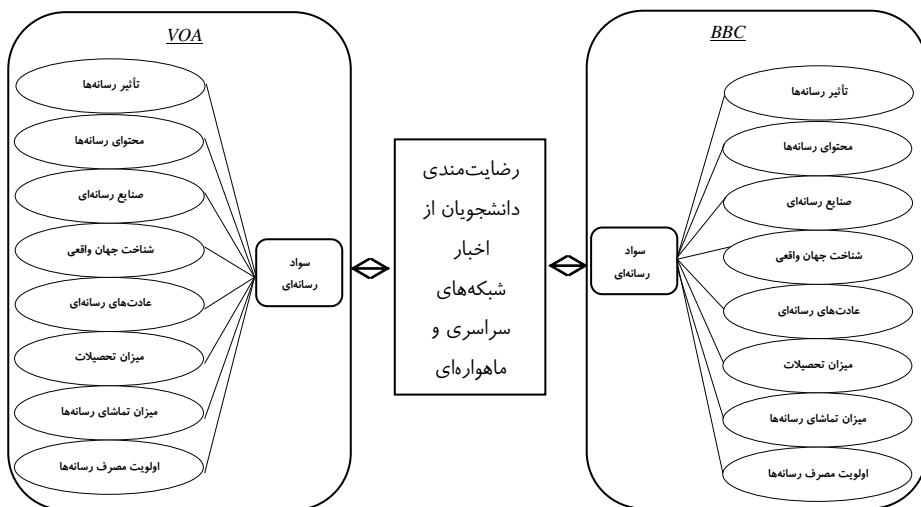 BBC
تأثیر رسانه‌ها
محتوای رسانه‌ها
صنایع رسانه‌ای
شناخت جهان واقعی
عادت‌های رسانه‌ای
میزان تحصیلات
میزان تماشای رسانه‌ها
اولویت مصرف رسانه‌ها
سواد
رسانه‌ای
رضایت‌مندی
دانشجویان از
اخبار
شبکه‌های
سراسری و
ماهواره‌ای
VOA
سواد
رسانه‌ای
تأثیر رسانه‌ها
محتوای رسانه‌ها
صنایع رسانه‌ای
شناخت جهان واقعی
عادت‌های رسانه‌ای
میزان تحصیلات
میزان تماشای رسانه‌ها
اولویت مصرف رسانه‌ها